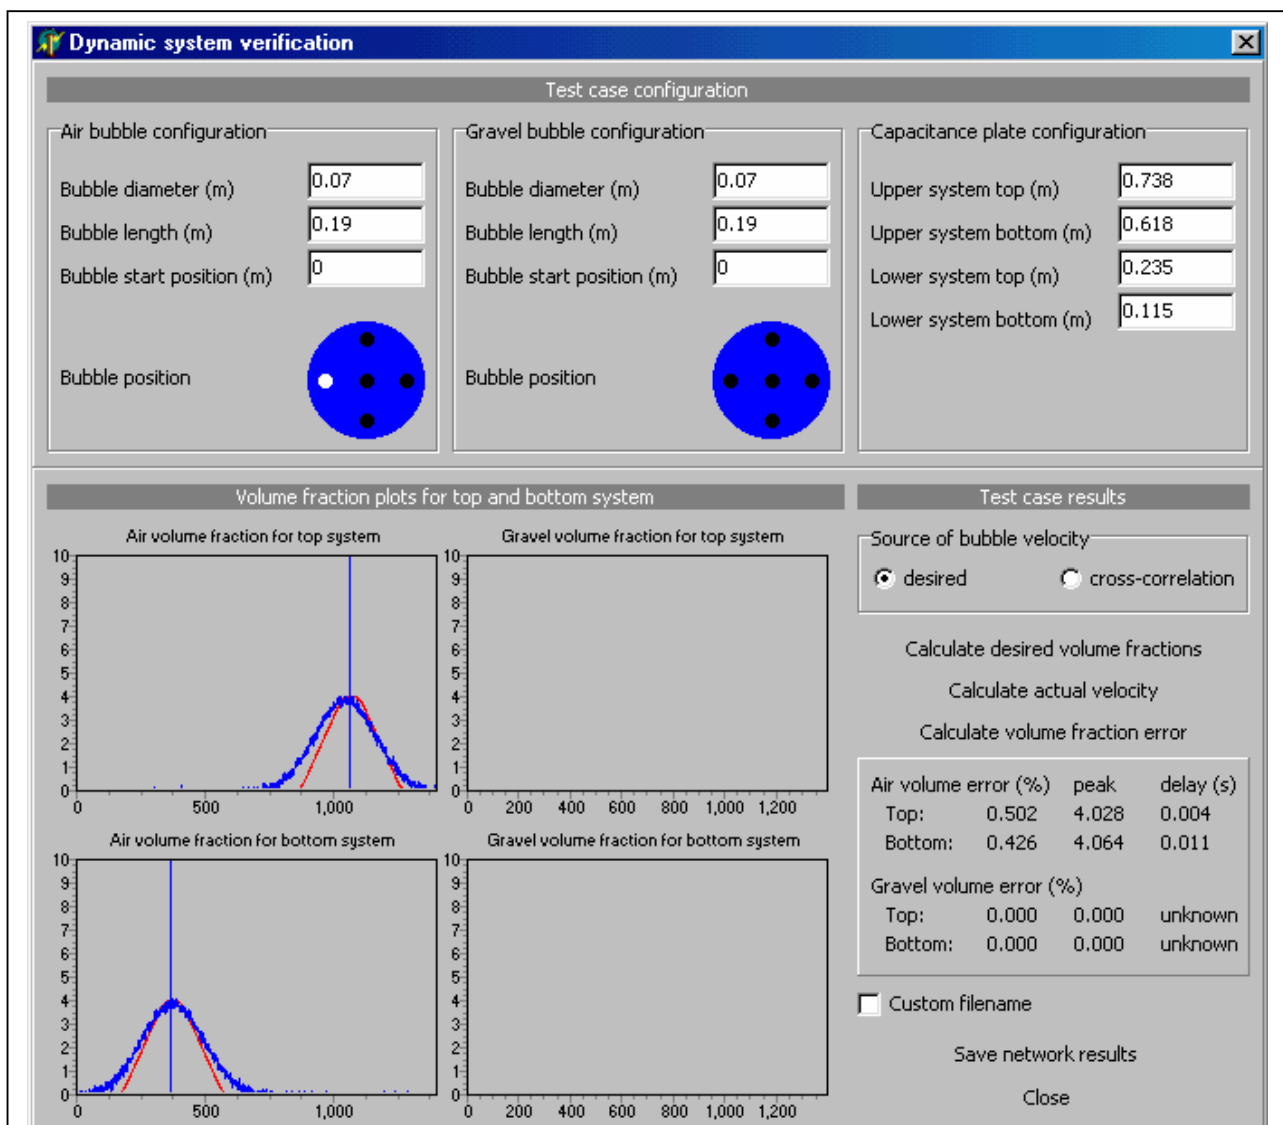 Dynamic system verification
Test case configuration
Air bubble configuration
Bubble diameter (m) 0.07
Bubble length (m) 0.19
Bubble start position (m) 0
Bubble position
Gravel bubble configuration
Bubble diameter (m) 0.07
Bubble length (m) 0.19
Bubble start position (m) 0
Bubble position
Capacitance plate configuration
Upper system top (m) 0.738
Upper system bottom (m) 0.618
Lower system top (m) 0.235
Lower system bottom (m) 0.115
Volume fraction plots for top and bottom system
Air volume fraction for top system
10
9
8
7
6
5
4
3
2
1
0
0 500 1,000
Gravel volume fraction for top system
10
9
8
7
6
5
4
3
2
1
0
0 200 400 600 800 1,000 1,200
Air volume fraction for bottom system
10
9
8
7
6
5
4
3
2
1
0
0 500 1,000
Gravel volume fraction for bottom system
10
9
8
7
6
5
4
3
2
1
0
0 200 400 600 800 1,000 1,200
Test case results
Source of bubble velocity
desired cross-correlation
Calculate desired volume fractions
Calculate actual velocity
Calculate volume fraction error
Air volume error (%) peak delay (s)
Top: 0.502 4.028 0.004
Bottom: 0.426 4.064 0.011
Gravel volume error (%)
Top: 0.000 0.000 unknown
Bottom: 0.000 0.000 unknown
Custom filename
Save network results
Close